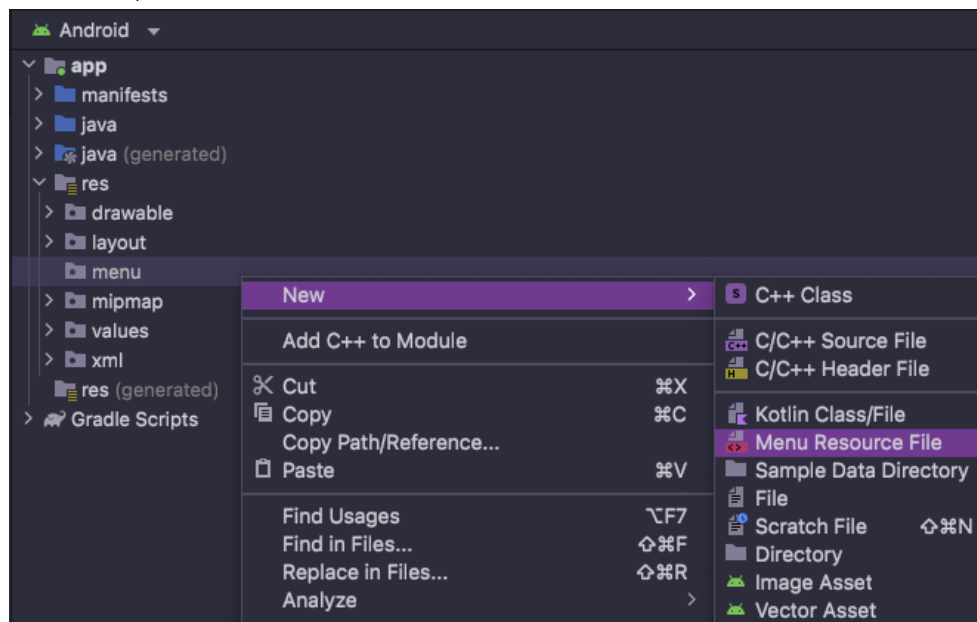 Android
app
manifests
java
java (generated)
res
drawable
layout
menu
mipmap
values
xml
res (generated)
Gradle Scripts
New
Add C++ to Module
Cut ⌘X
Copy ⌘C
Copy Path/Reference...
Paste ⌘V
Find Usages ⌥F7
Find in Files... ⇧⌘F
Replace in Files... ⇧⌘R
Analyze
S C++ Class
C++ C/C++ Source File
H C/C++ Header File
Kotlin Class/File
Menu Resource File
Sample Data Directory
File
Scratch File ⇧⌘N
Directory
Image Asset
Vector Asset